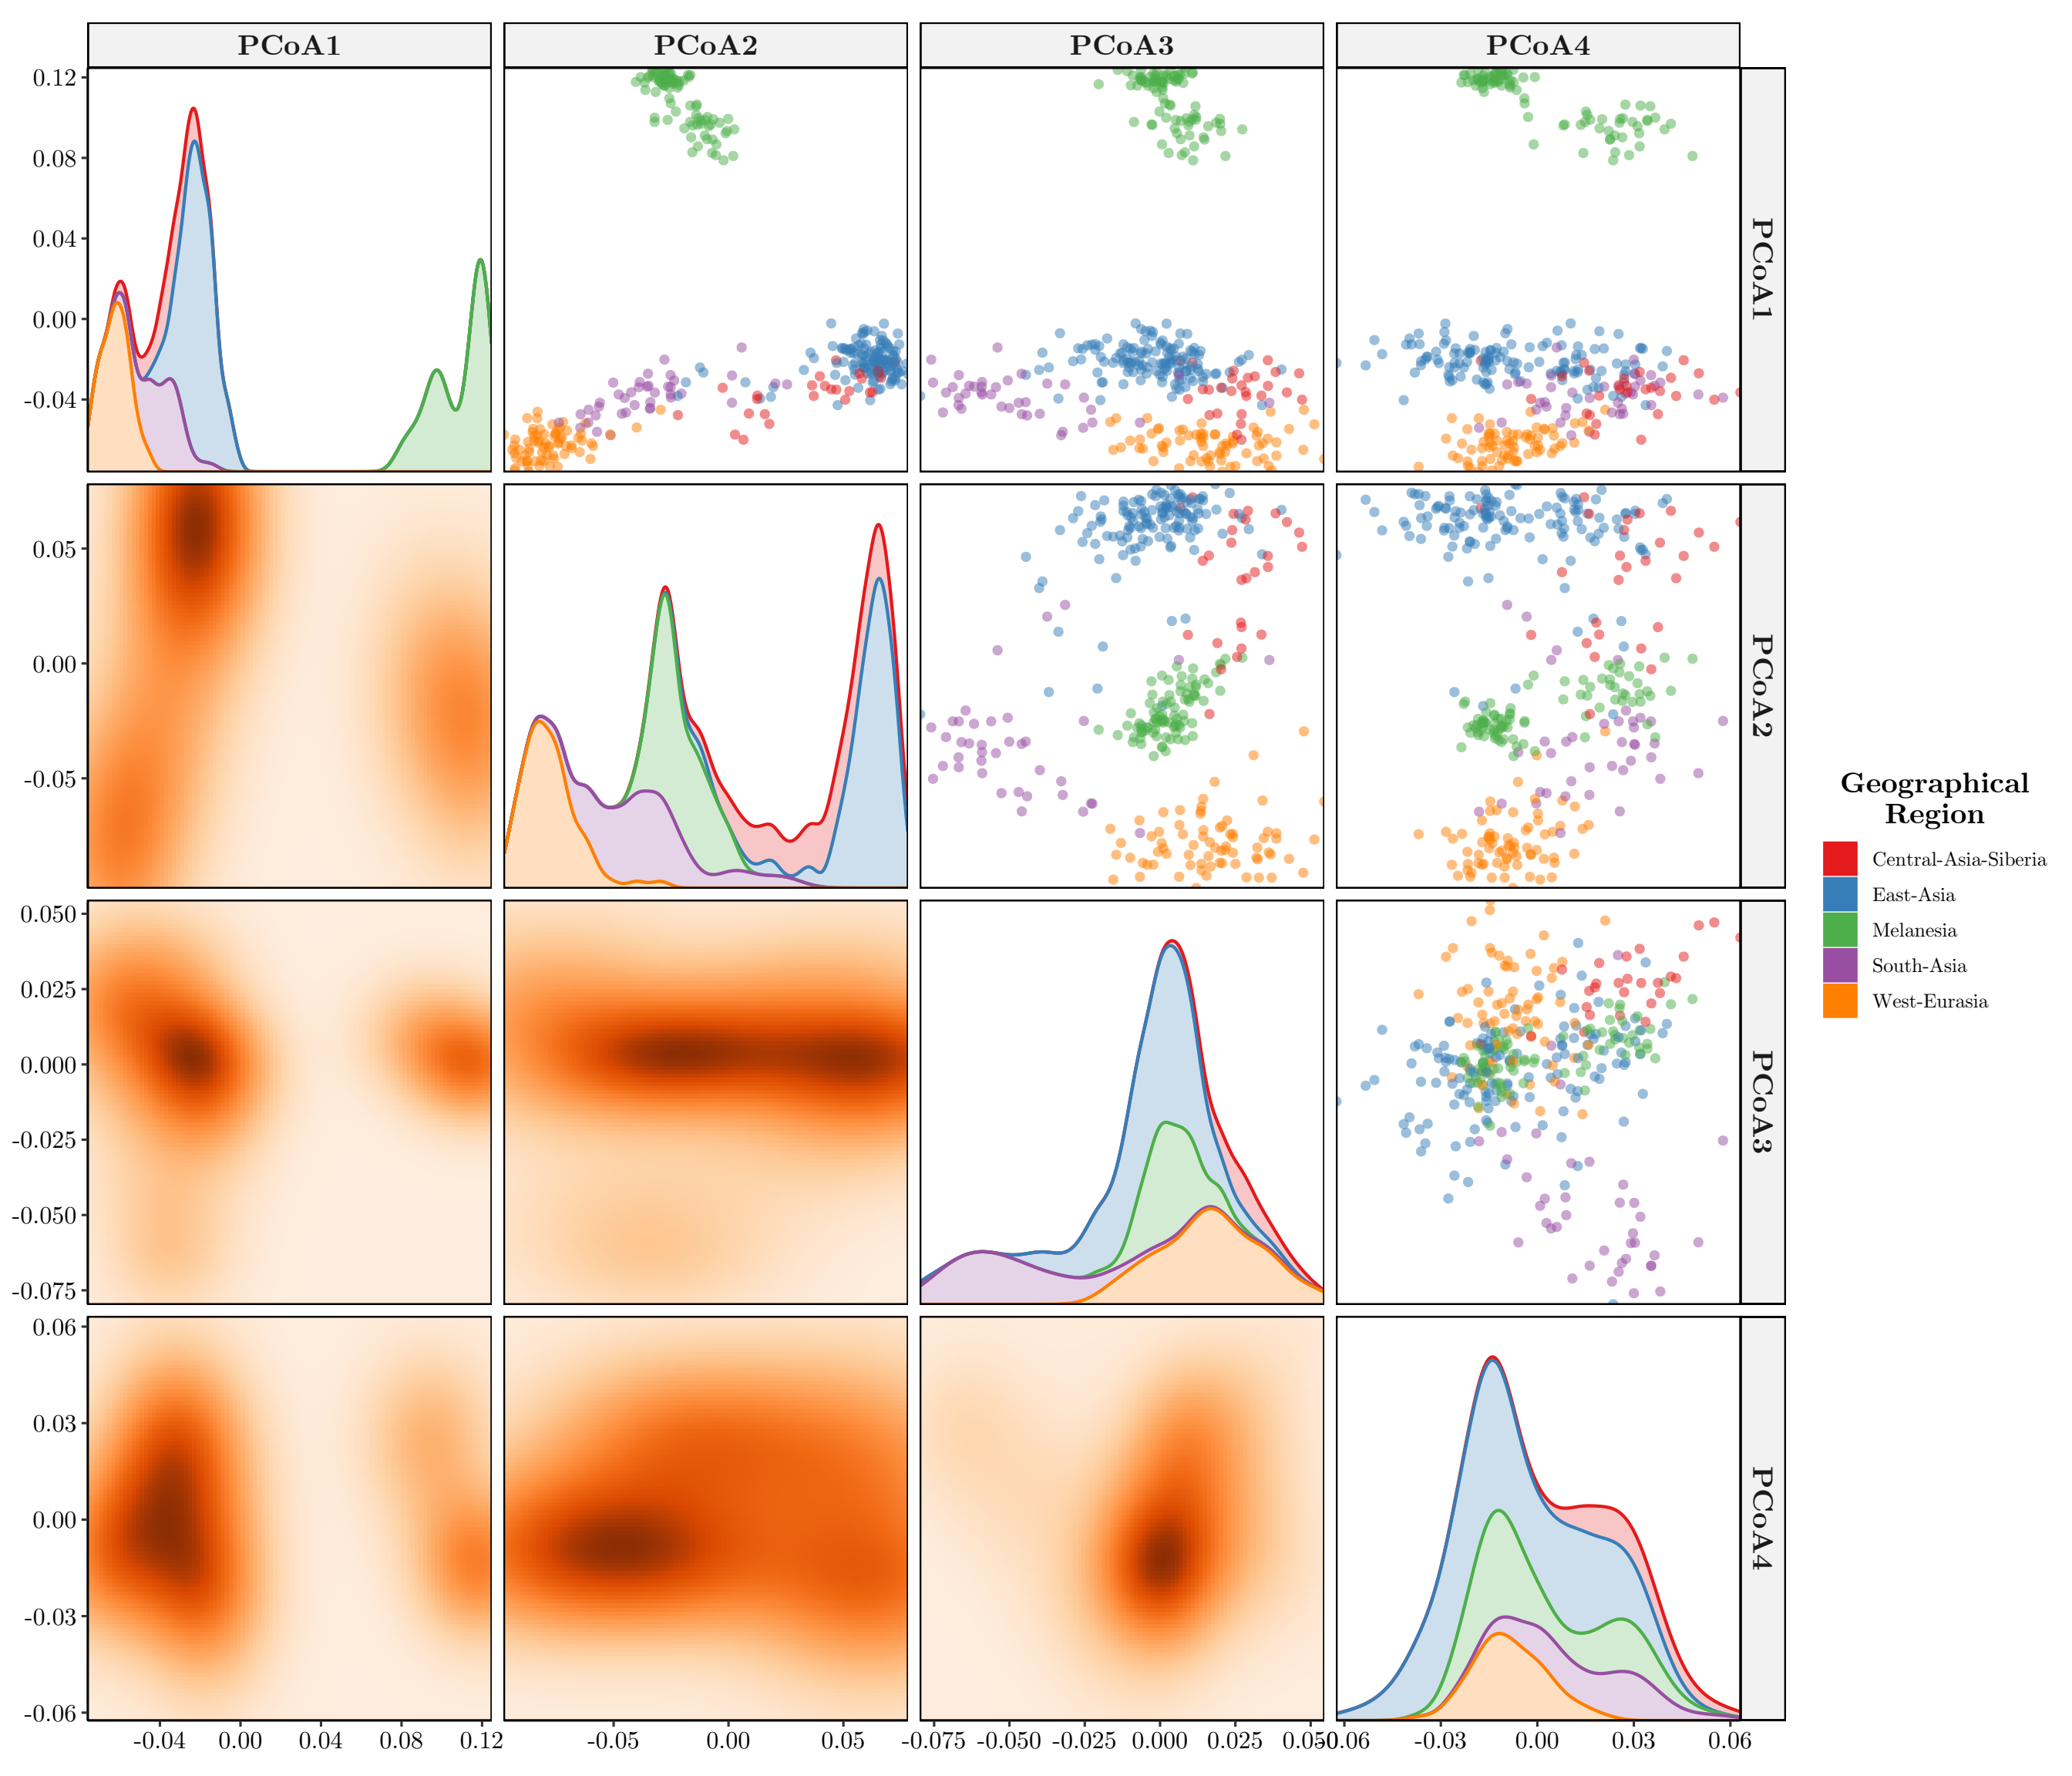 PCoA1 PCoA2 PCoA3 PCoA4
0.12
0.08
0.04
0.00
-0.04
PCoA1
0.05
0.00
-0.05
PCoA2
0.050
0.025
0.000
-0.025
-0.050
-0.075
PCoA3
0.06
0.03
0.00
-0.03
-0.06
PCoA4
-0.04 0.00 0.04 0.08 0.12
-0.05 0.00 0.05
-0.075 -0.050 -0.025 0.000 0.025 0.050
-0.06 -0.03 0.00 0.03 0.06
Geographical
Region
Central-Asia-Siberia
East-Asia
Melanesia
South-Asia
West-Eurasia